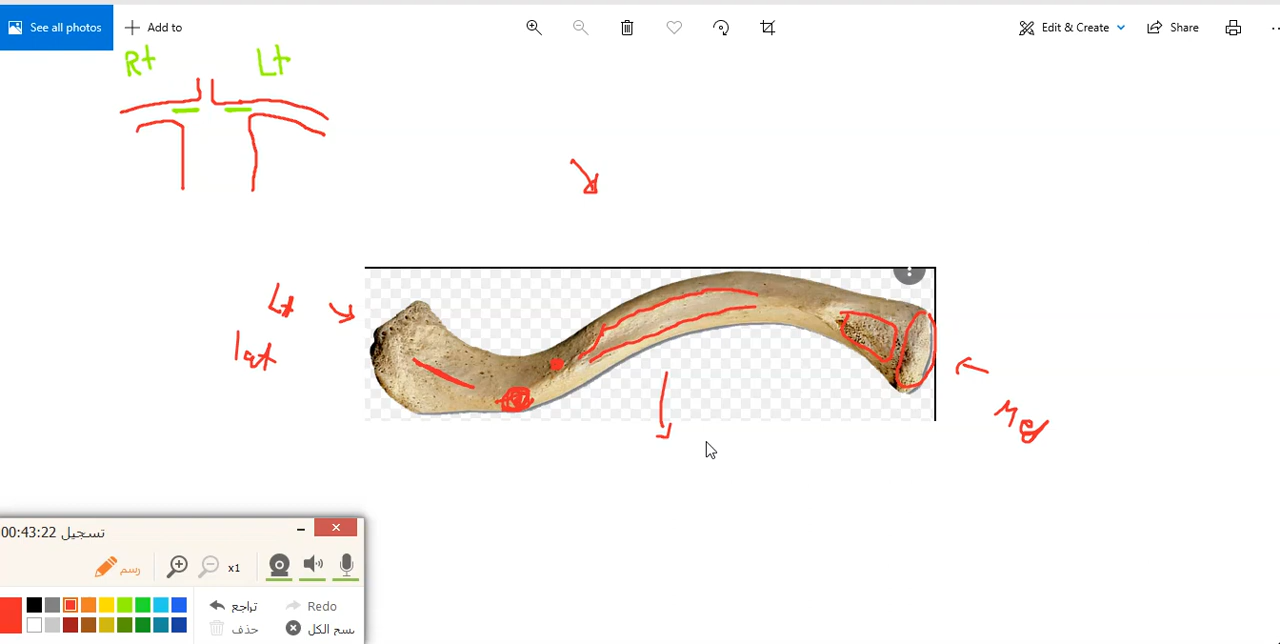 See all photos
Add to
Edit & Create
Share
Rt
Lt
Lt
lat
Med
00:43:22 تسجيل
رسم
x1
تراجع
Redo
حذف
مسح الكل